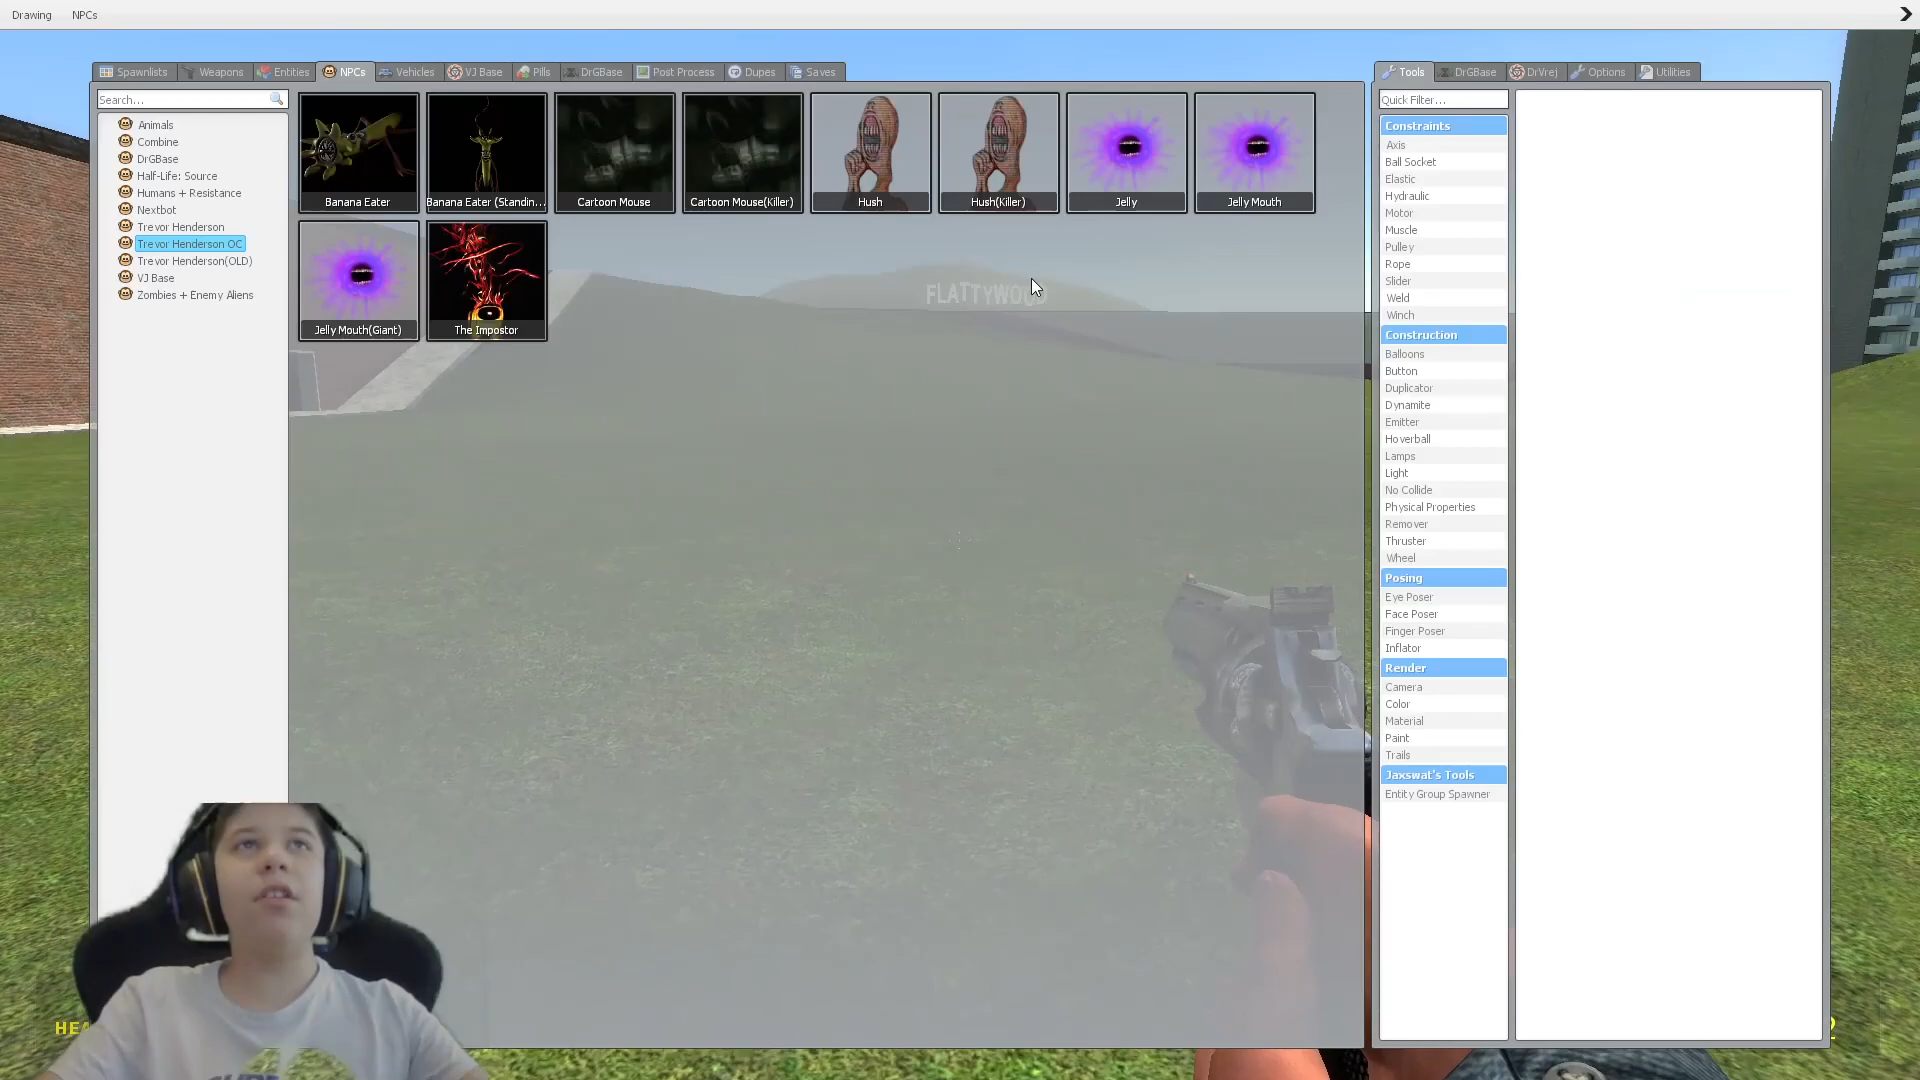 Drawing NPCs
Spawnlists Weapons Entities NPCs Vehicles VJ Base Pills DrGBase Post Process Dupes Saves
Search...
Animals
Combine
DrGBase
Half-Life: Source
Humans + Resistance
Nextbot
Trevor Henderson
Trevor Henderson OC
Trevor Henderson(OLD)
VJ Base
Zombies + Enemy Aliens
Banana Eater Banana Eater (Standin... Cartoon Mouse Cartoon Mouse(Killer) Hush Hush(Killer) Jelly Jelly Mouth
Jelly Mouth(Giant) The Impostor
Tools DrGBase DrVrej Options Utilities
Quick Filter...
Constraints
Axis
Ball Socket
Elastic
Hydraulic
Motor
Muscle
Pulley
Rope
Slider
Weld
Winch
Construction
Balloons
Button
Duplicator
Dynamite
Emitter
Hoverball
Lamps
Light
No Collide
Physical Properties
Remover
Thruster
Wheel
Posing
Eye Poser
Face Poser
Finger Poser
Inflator
Render
Camera
Color
Material
Paint
Trails
Jaxswat's Tools
Entity Group Spawner